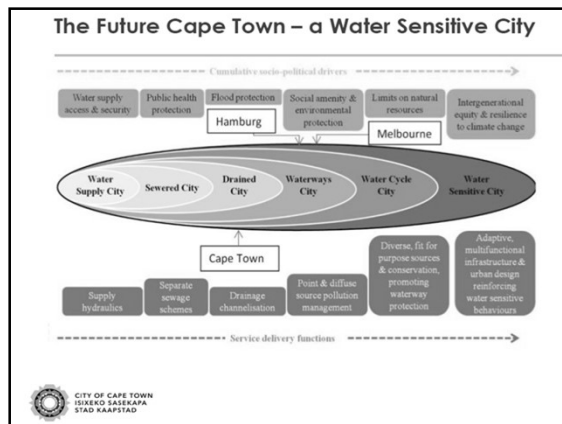 The Future Cape Town – a Water Sensitive City
Cumulative socio-political drivers
Water supply
access & security
Public health
protection
Flood protection
Social amenity &
environmental
protection
Limits on natural
resources
Intergenerational
equity & resilience
to climate change
Hamburg
Melbourne
Water
Supply City
Sewered City
Drained
City
Waterways
City
Water Cycle
City
Water
Sensitive City
Cape Town
Supply
hydraulics
Separate
sewage
schemes
Drainage
channelisation
Point & diffuse
source pollution
management
Diverse, fit for
purpose sources
& conservation,
promoting
waterway
protection
Adaptive,
multifunctional
infrastructure &
urban design
reinforcing
water sensitive
behaviours
Service delivery functions
CITY OF CAPE TOWN
ISIXEKO SASEKAPA
STAD KAAPSTAD